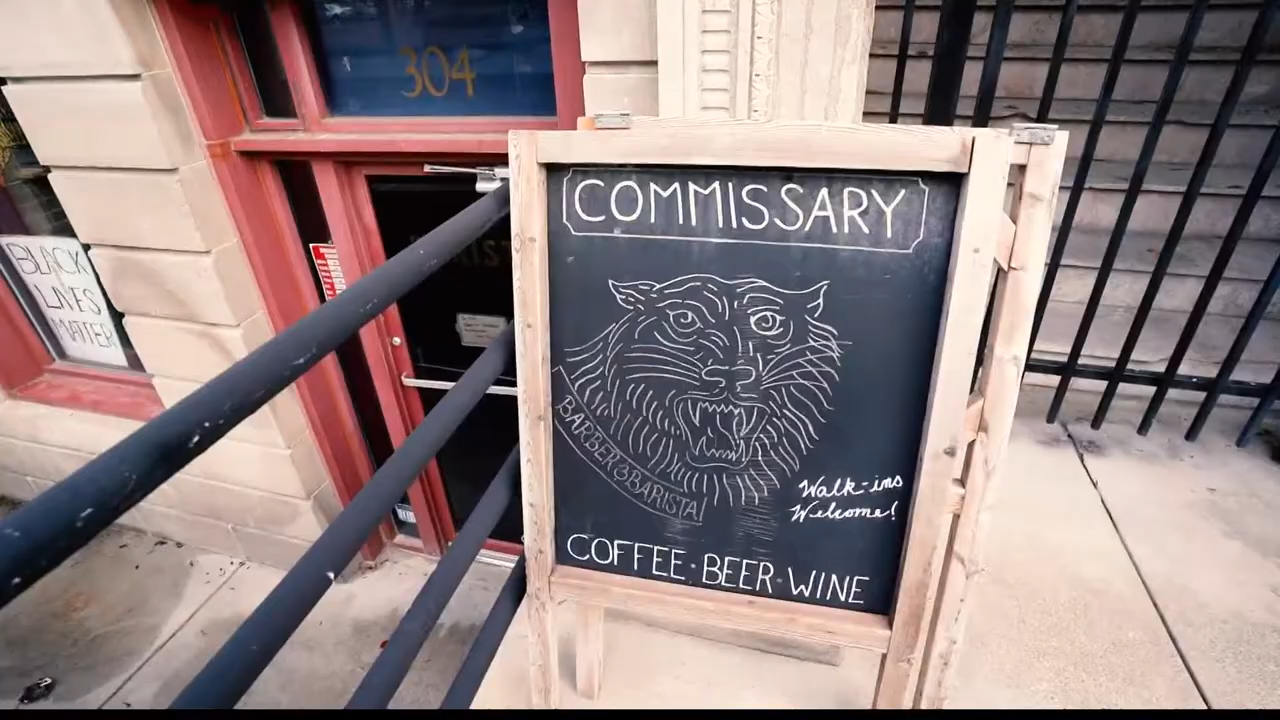 304
BLACK
LIVES
MATTER
COMMISSARY
BARBER & BARISTA
Walk-ins
Welcome!
COFFEE · BEER · WINE